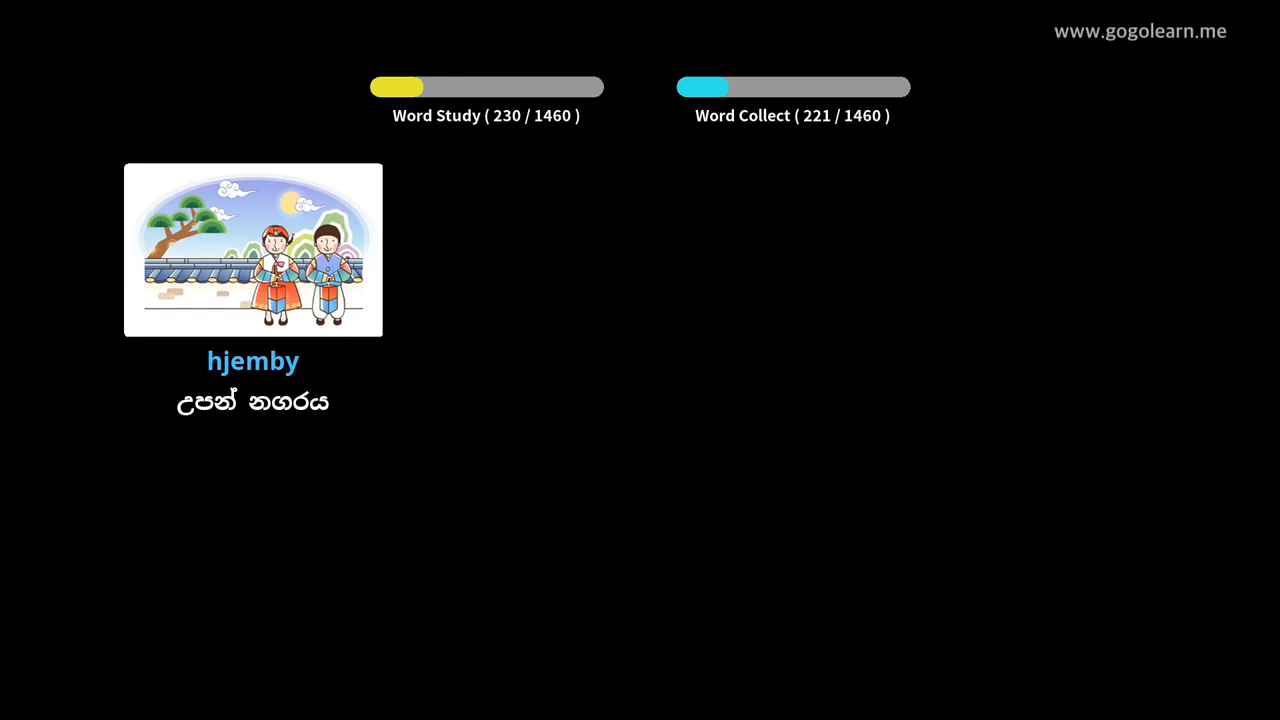 www.gogolearn.me
Word Study ( 230 / 1460 )
Word Collect ( 221 / 1460 )
hjemby
උපන් නගරය